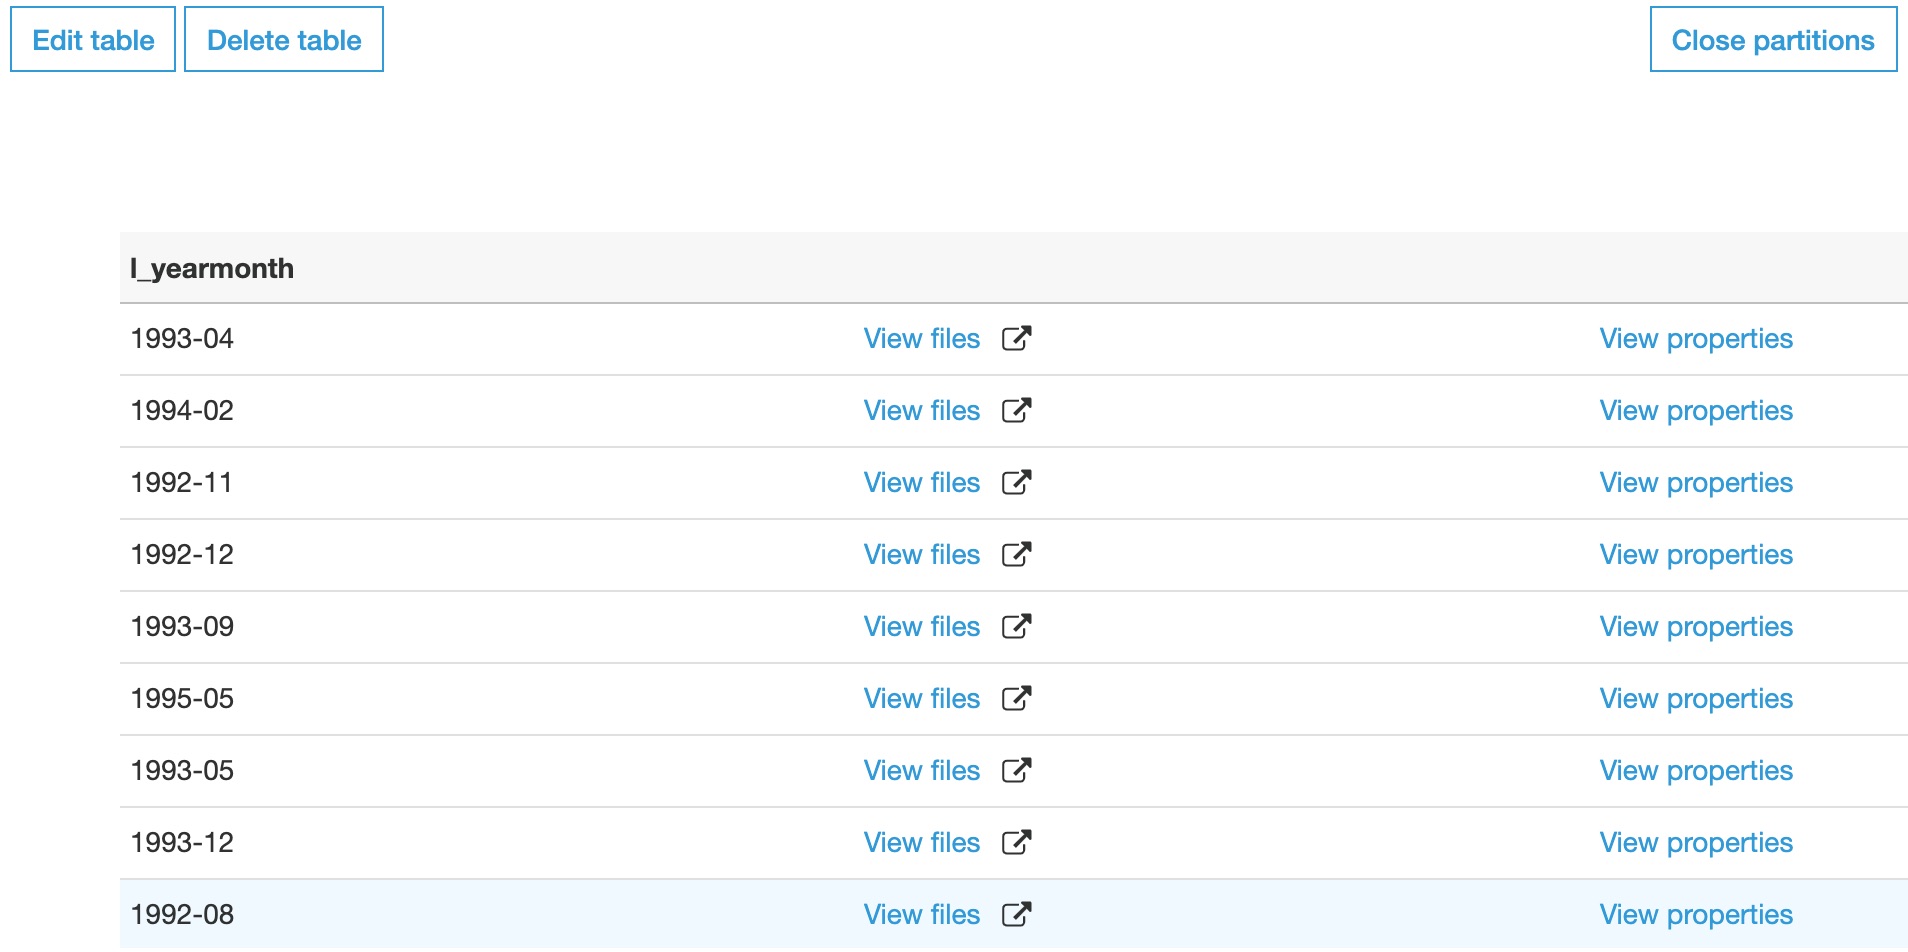 Edit table Delete table Close partitions
l_yearmonth
1993-04 View files View properties
1994-02 View files View properties
1992-11 View files View properties
1992-12 View files View properties
1993-09 View files View properties
1995-05 View files View properties
1993-05 View files View properties
1993-12 View files View properties
1992-08 View files View properties